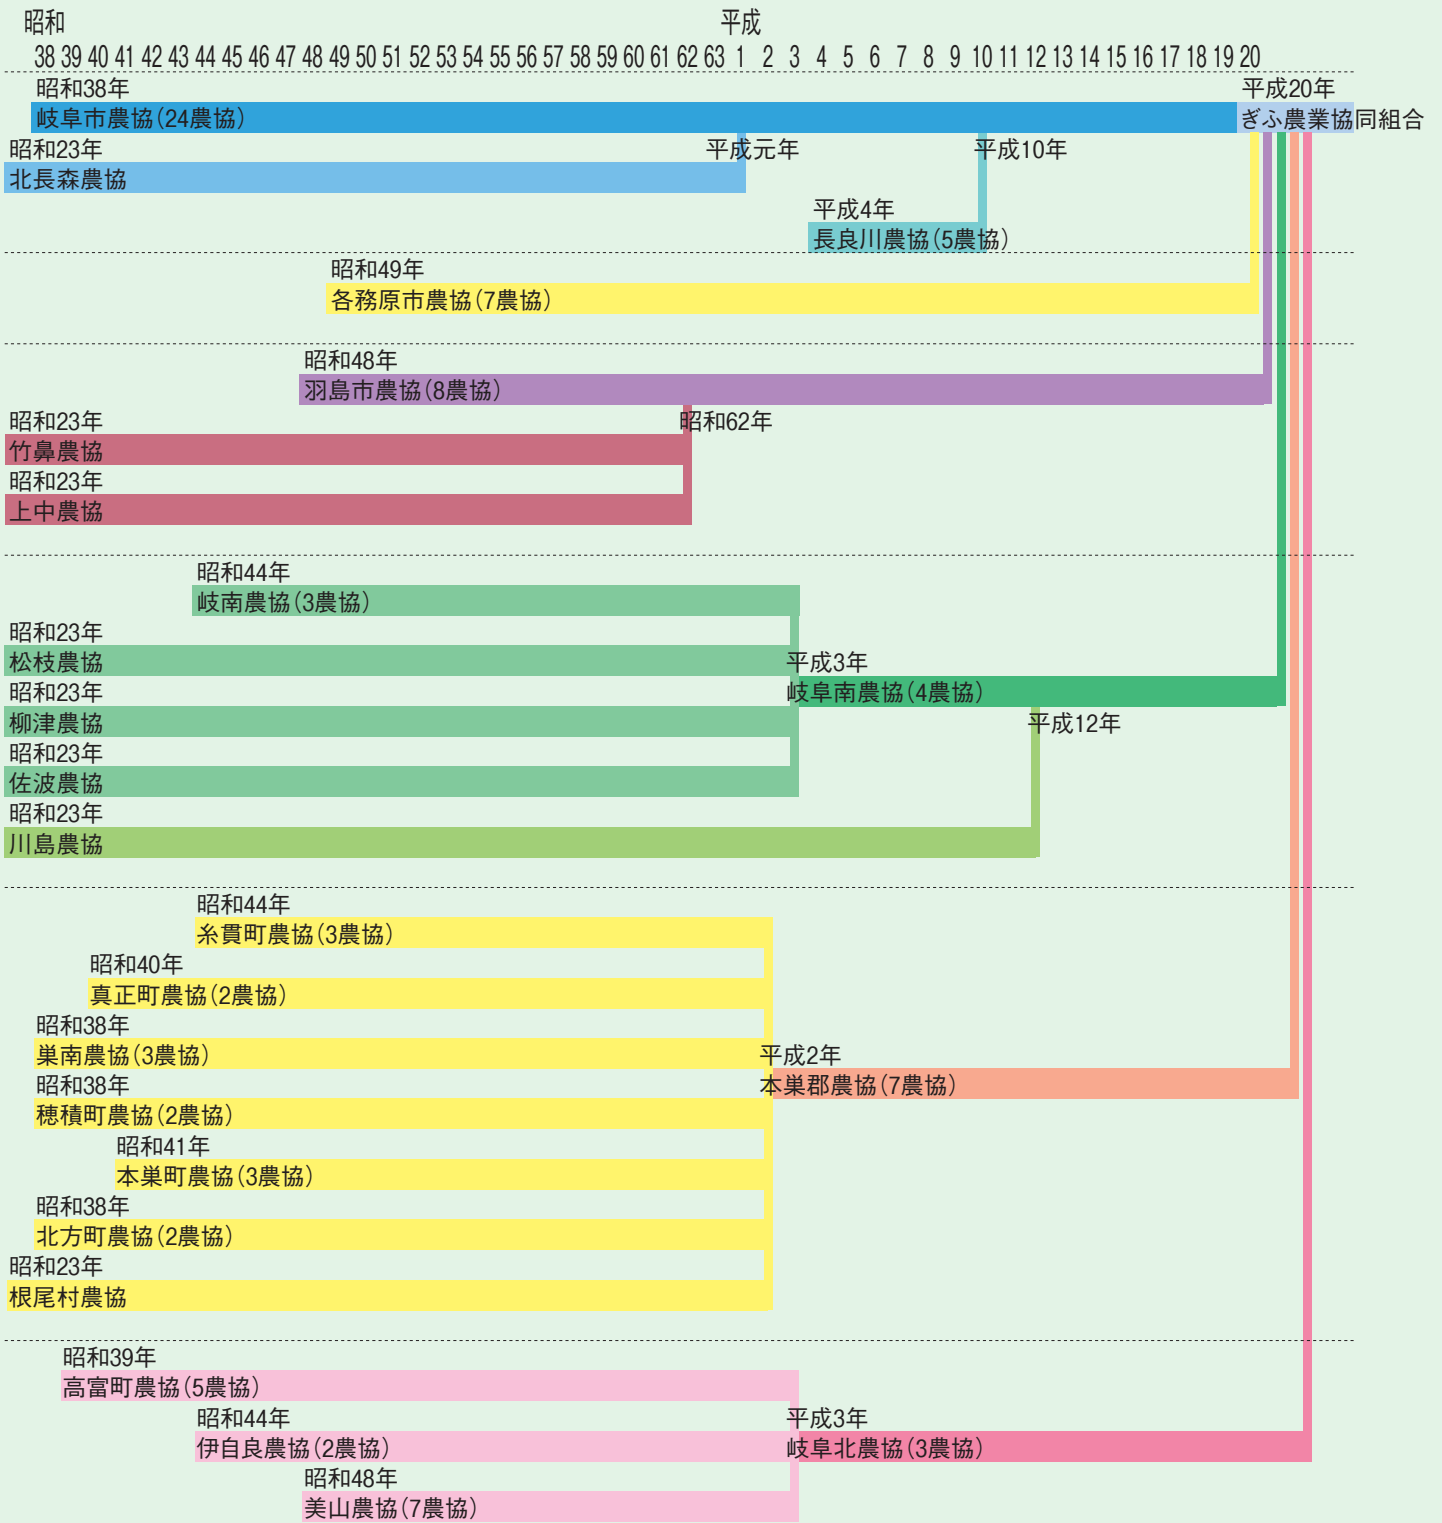 昭和 平成
38 39 40 41 42 43 44 45 46 47 48 49 50 51 52 53 54 55 56 57 58 59 60 61 62 63 1 2 3 4 5 6 7 8 9 10 11 12 13 14 15 16 17 18 19 20
昭和38年 平成20年
岐阜市農協(24農協) ぎふ農業協同組合
昭和23年 平成元年 平成10年
北長森農協
平成4年
長良川農協(5農協)
昭和49年
各務原市農協(7農協)
昭和48年
羽島市農協(8農協)
昭和23年 昭和62年
竹鼻農協
昭和23年
上中農協
昭和44年
岐南農協(3農協)
昭和23年
松枝農協 平成3年
昭和23年 岐阜南農協(4農協)
柳津農協 平成12年
昭和23年
佐波農協
昭和23年
川島農協
昭和44年
糸貫町農協(3農協)
昭和40年
真正町農協(2農協)
昭和38年
巣南農協(3農協) 平成2年
昭和38年 本巣郡農協(7農協)
穂積町農協(2農協)
昭和41年
本巣町農協(3農協)
昭和38年
北方町農協(2農協)
昭和23年
根尾村農協
昭和39年
高富町農協(5農協)
昭和44年 平成3年
伊自良農協(2農協) 岐阜北農協(3農協)
昭和48年
美山農協(7農協)